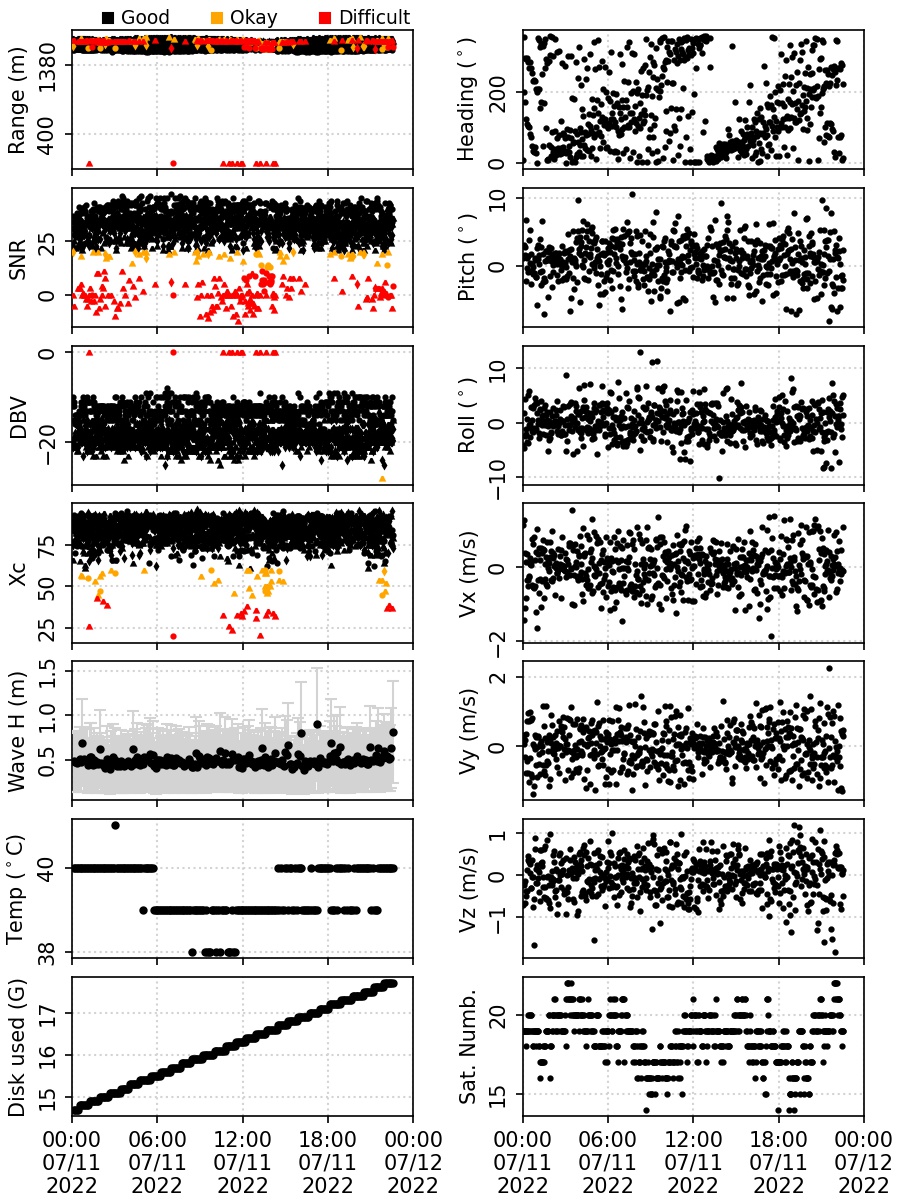 Good Okay Difficult
Range (m)
1380
400
Heading (°)
200
0
SNR
25
0
Pitch (°)
10
0
DBV
0
−20
Roll (°)
10
0
−10
Xc
75
50
25
Vx (m/s)
0
−2
Wave H (m)
1.5
1.0
0.5
Vy (m/s)
2
0
Temp (°C)
40
38
Vz (m/s)
1
0
−1
Disk used (G)
17
16
15
Sat. Numb.
20
15
00:00 06:00 12:00 18:00 00:00
07/11 07/11 07/11 07/11 07/12
2022 2022 2022 2022 2022
00:00 06:00 12:00 18:00 00:00
07/11 07/11 07/11 07/11 07/12
2022 2022 2022 2022 2022